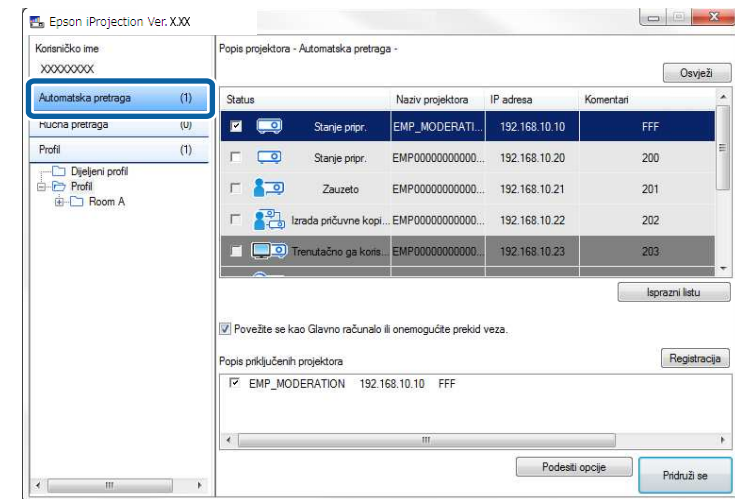 Epson iProjection Ver. X.XX
Korisničko ime
XXXXXXXX
Automatska pretraga (1)
Ručna pretraga (0)
Profil (1)
Dijeljeni profil
Profil
Room A
Popis projektora - Automatska pretraga -
Osvježi
Status Naziv projektora IP adresa Komentari
Stanje pripr. EMP_MODERATI... 192.168.10.10 FFF
Stanje pripr. EMP00000000000... 192.168.10.20 200
Zauzeto EMP00000000000... 192.168.10.21 201
Izrada pričuvne kopi... EMP00000000000... 192.168.10.22 202
Trenutačno ga koris... EMP00000000000... 192.168.10.23 203
Isprazni listu
Povežite se kao Glavno računalo ili onemogućite prekid veza.
Popis priključenih projektora
Registracija
EMP_MODERATION 192.168.10.10 FFF
Podesiti opcije
Pridruži se